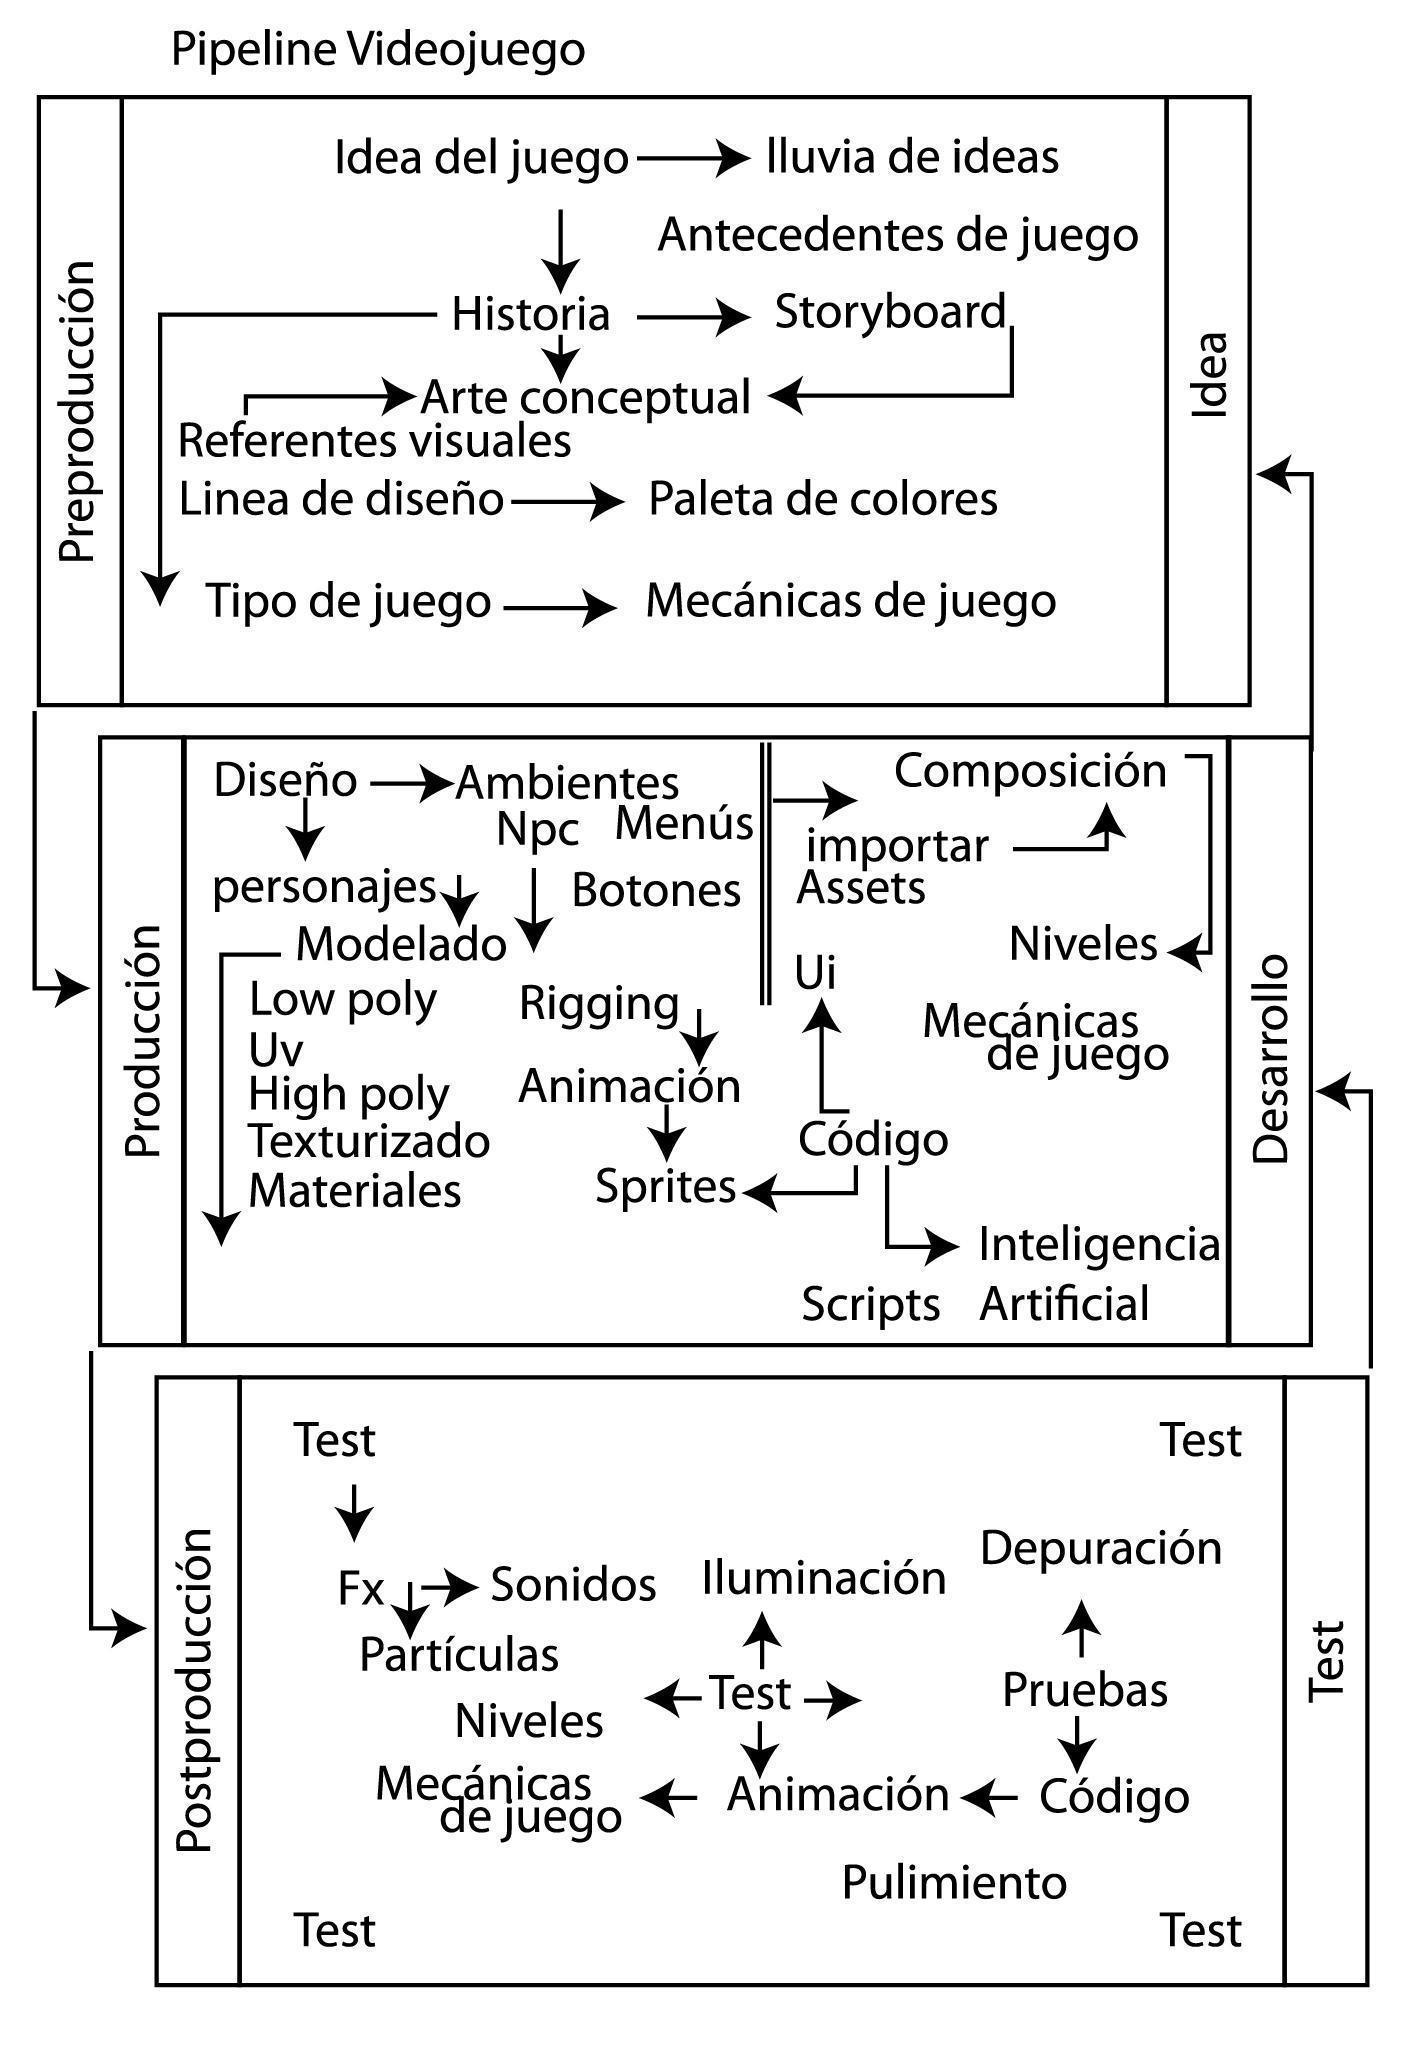 Pipeline Videojuego
Preproducción
Idea del juego
lluvia de ideas
Antecedentes de juego
Historia
Storyboard
Arte conceptual
Referentes visuales
Linea de diseño
Paleta de colores
Tipo de juego
Mecánicas de juego
Idea
Producción
Diseño
Ambientes
Npc
Menús
personajes
Botones
Modelado
Low poly
Uv
High poly
Texturizado
Materiales
Rigging
Animación
Sprites
Composición
importar
Assets
Niveles
Ui
Mecánicas
de juego
Código
Inteligencia
Artificial
Scripts
Desarrollo
Postproducción
Test
Test
Fx
Sonidos
Partículas
Iluminación
Depuración
Niveles
Test
Pruebas
Mecánicas
de juego
Animación
Código
Pulimiento
Test
Test
Test